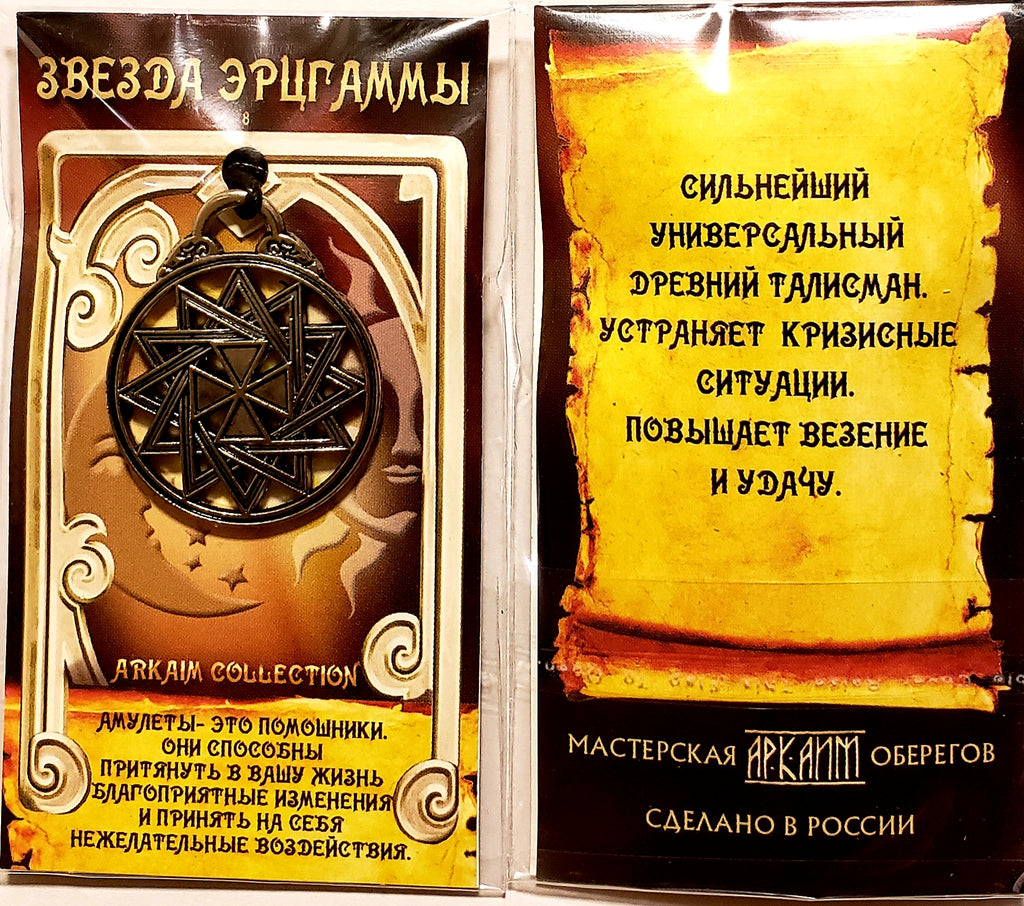 ЗВЕЗДА ЭРЦГАММЫ
8
ARKAIM COLLECTION
АМУЛЕТЫ- ЭТО ПОМОШНИКИ.
ОНИ СПОСОБНЫ
ПРИТЯНУТЬ В ВАШУ ЖИЗНЬ
БЛАГОПРИЯТНЫЕ ИЗМЕНЕНИЯ
И ПРИНЯТЬ НА СЕБЯ
НЕЖЕЛАТЕЛЬНЫЕ ВОЗДЕЙСТВИЯ.
СИЛЬНЕЙШИЙ
УНИВЕРСАЛЬНЫЙ
ДРЕВНИЙ ТАЛИСМАН.
УСТРАНЯЕТ КРИЗИСНЫЕ
СИТУАЦИИ.
ПОВЫШАЕТ ВЕЗЕНИЕ
И УДАЧУ.
МАСТЕРСКАЯ АРКАИМ ОБЕРЕГОВ
СДЕЛАНО В РОССИИ